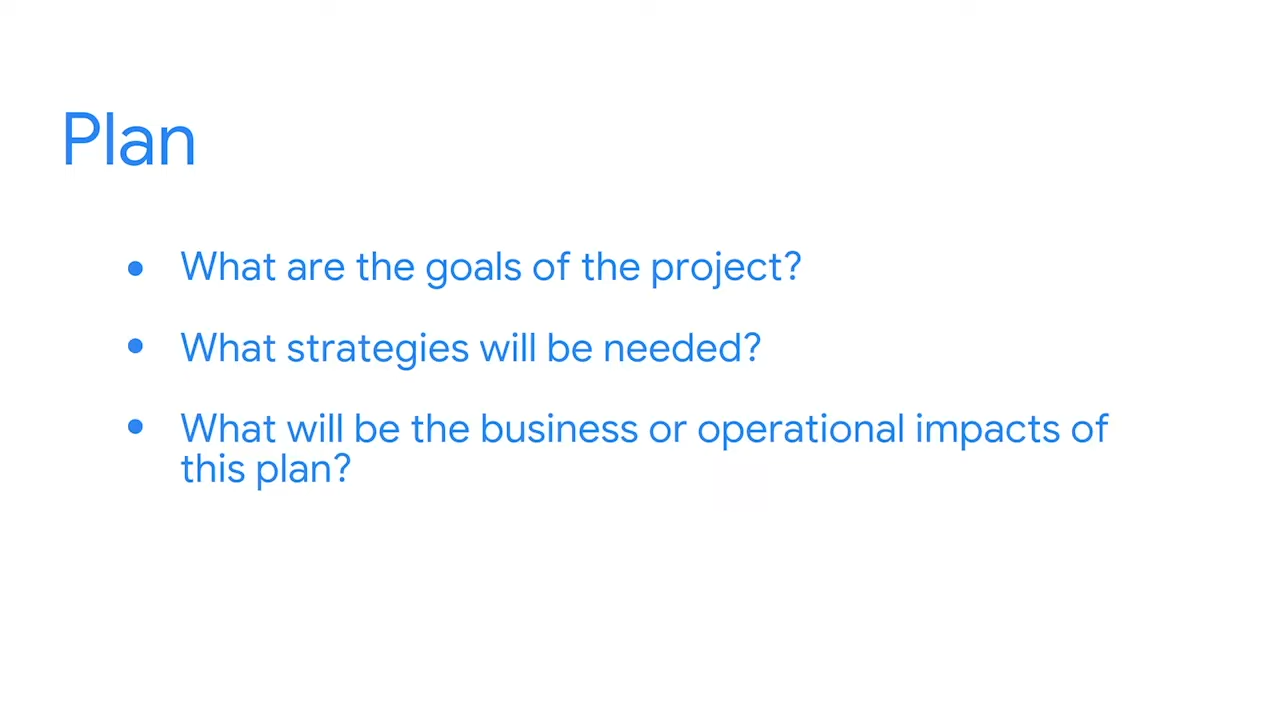 Plan
• What are the goals of the project?
• What strategies will be needed?
• What will be the business or operational impacts of
this plan?